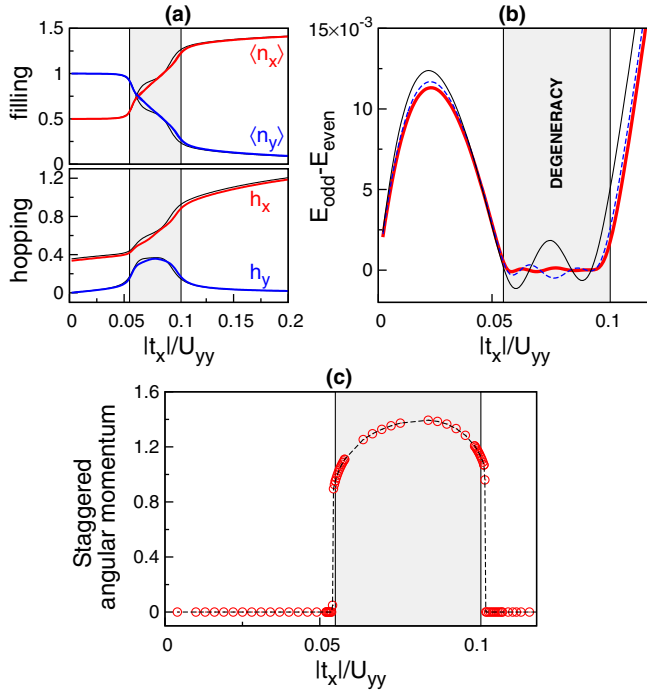 (a)
1.5
1
0.5
0
filling
⟨n_x⟩
⟨n_y⟩
1.2
0.8
0.4
0
hopping
h_x
h_y
0 0.05 0.1 0.15 0.2
|t_x|/U_yy
(b)
15×10⁻³
10
5
0
E_odd-E_even
DEGENERACY
0 0.05 0.1
|t_x|/U_yy
(c)
1.6
1.2
0.8
0.4
0
Staggered
angular momentum
0 0.05 0.1
|t_x|/U_yy